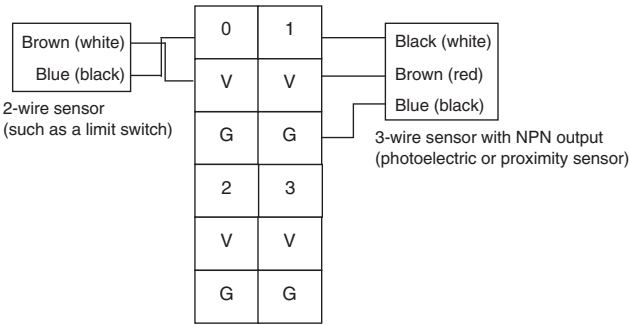 Brown (white)
Blue (black)
2-wire sensor
(such as a limit switch)
0 1
V V
G G
2 3
V V
G G
Black (white)
Brown (red)
Blue (black)
3-wire sensor with NPN output
(photoelectric or proximity sensor)